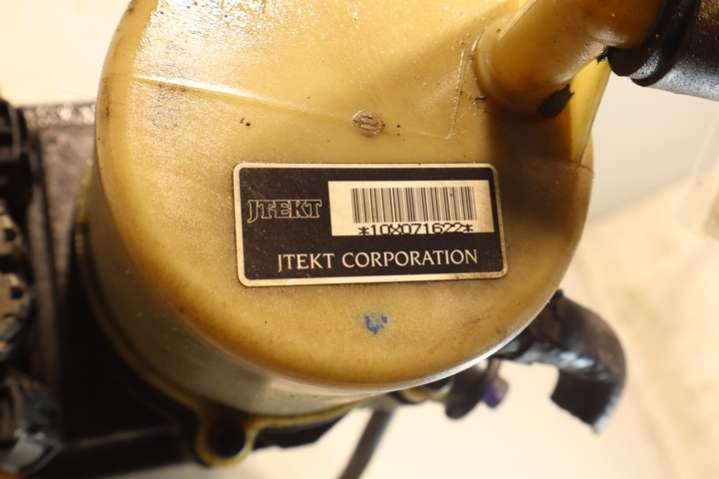 JTEKT
*10X071622*
JTEKT CORPORATION